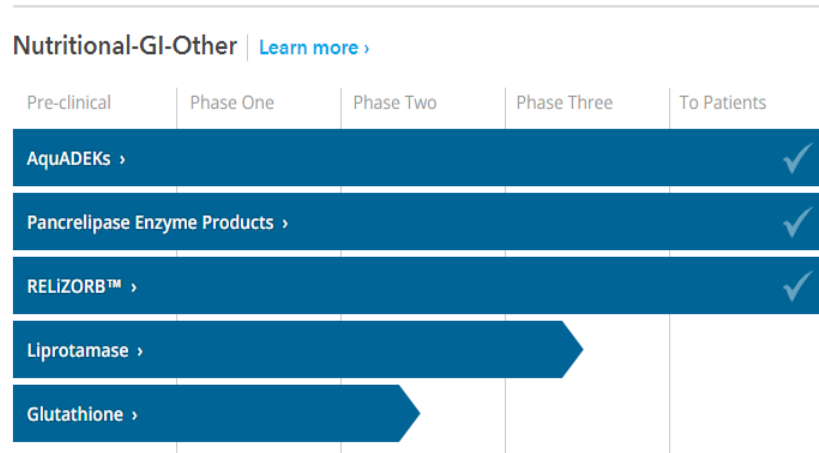 Nutritional-GI-Other | Learn more ›
Pre-clinical Phase One Phase Two Phase Three To Patients
AquADEKs ›
Pancrelipase Enzyme Products ›
RELiZORB™ ›
Liprotamase ›
Glutathione ›